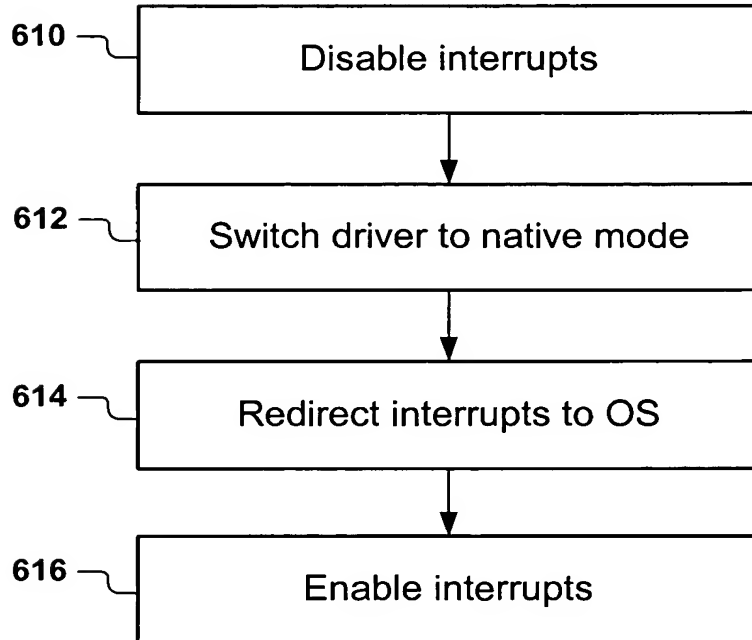 610
Disable interrupts
612
Switch driver to native mode
614
Redirect interrupts to OS
616
Enable interrupts